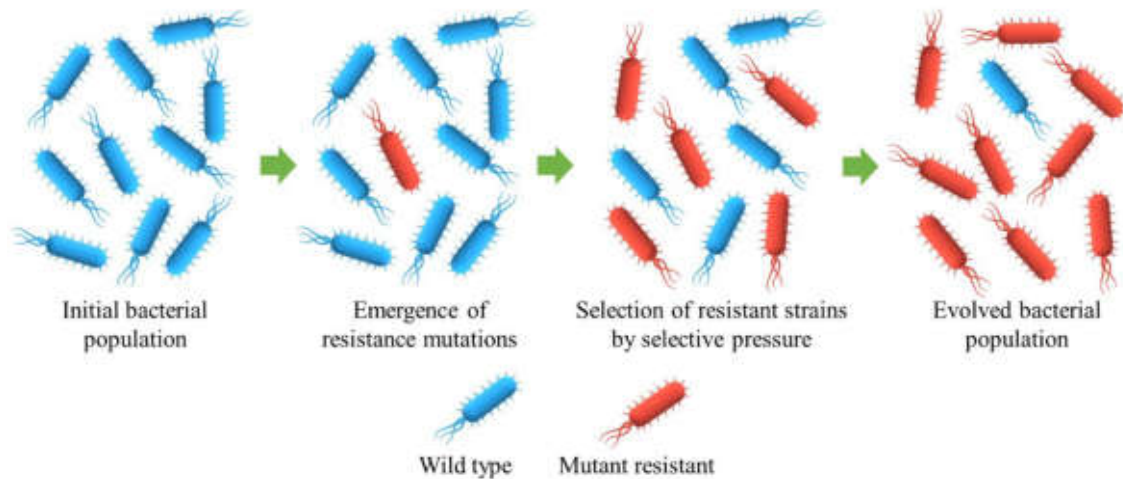 Initial bacterial
population
Emergence of
resistance mutations
Selection of resistant strains
by selective pressure
Evolved bacterial
population
Wild type
Mutant resistant